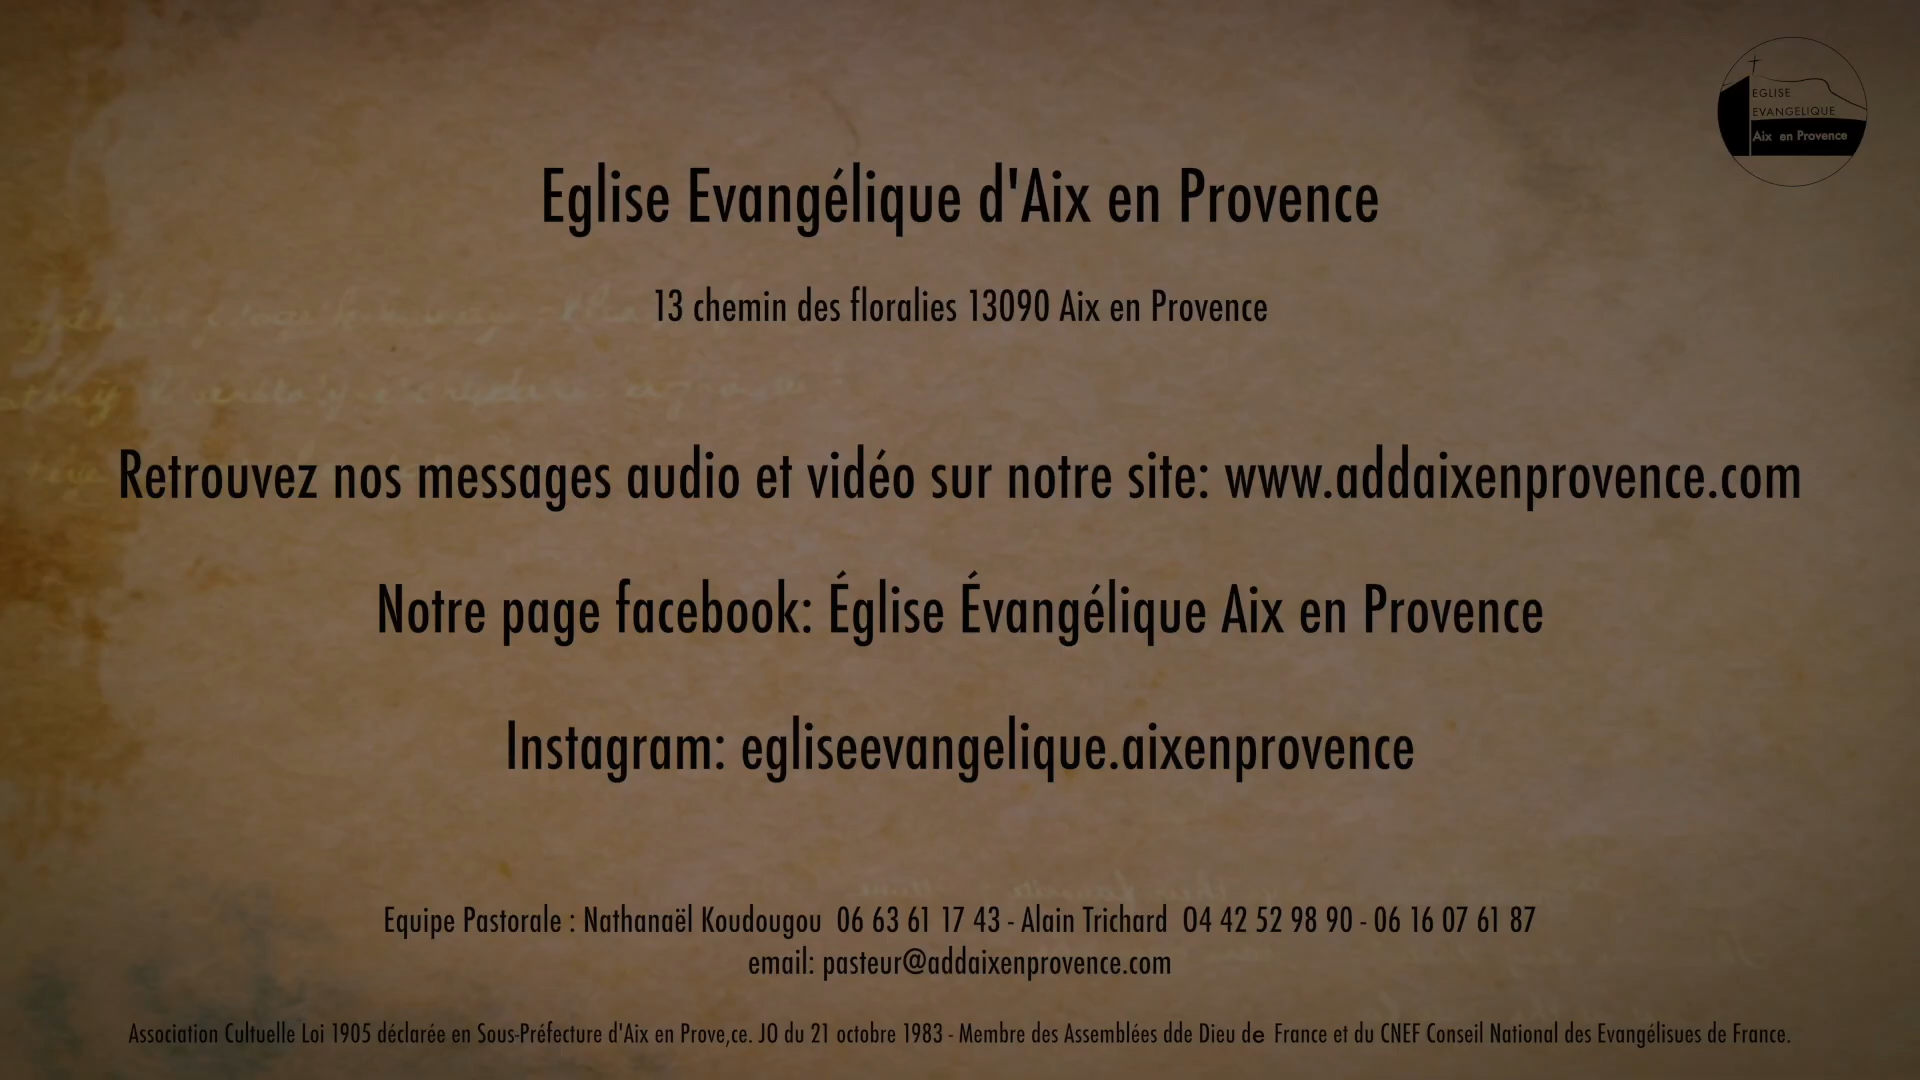 EGLISE
EVANGELIQUE
Aix en Provence
Eglise Evangélique d'Aix en Provence
13 chemin des floralies 13090 Aix en Provence
Retrouvez nos messages audio et vidéo sur notre site: www.addaixenprovence.com
Notre page facebook: Église Évangélique Aix en Provence
Instagram: egliseevangelique.aixenprovence
Equipe Pastorale : Nathanaël Koudougou 06 63 61 17 43 - Alain Trichard 04 42 52 98 90 - 06 16 07 61 87
email: pasteur@addaixenprovence.com
Association Cultuelle Loi 1905 déclarée en Sous-Préfecture d'Aix en Prove,ce. JO du 21 octobre 1983 - Membre des Assemblées dde Dieu de France et du CNEF Conseil National des Evangélisues de France.